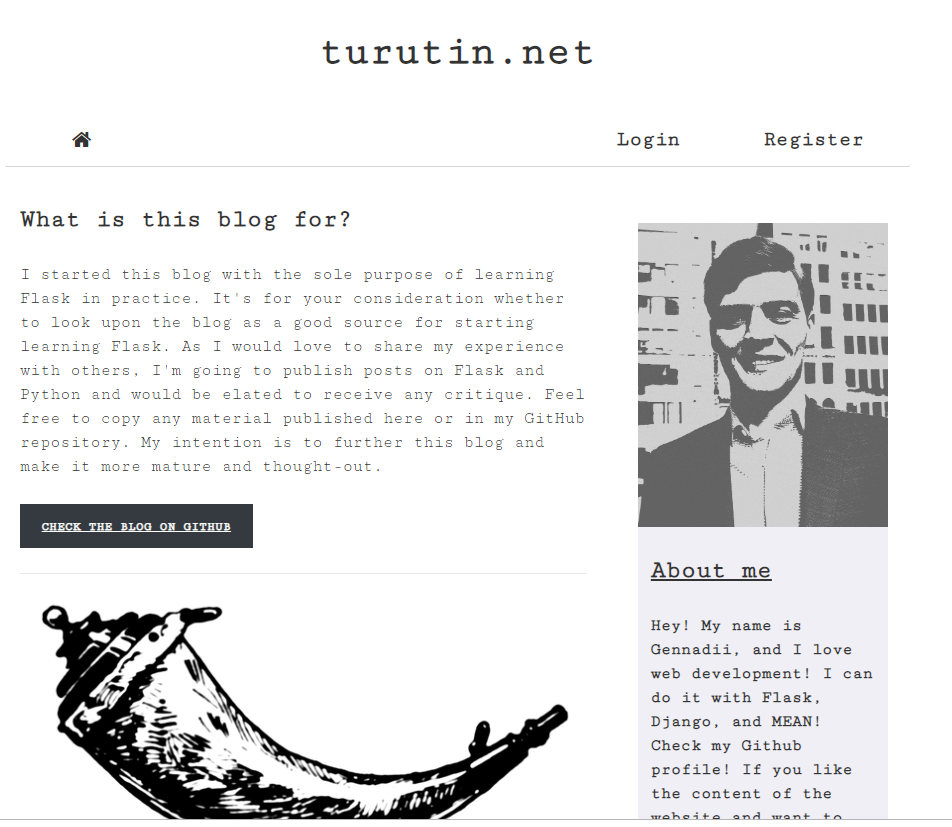 turutin.net
Login
Register
What is this blog for?
I started this blog with the sole purpose of learning
Flask in practice. It's for your consideration whether
to look upon the blog as a good source for starting
learning Flask. As I would love to share my experience
with others, I'm going to publish posts on Flask and
Python and would be elated to receive any critique. Feel
free to copy any material published here or in my GitHub
repository. My intention is to further this blog and
make it more mature and thought-out.
CHECK THE BLOG ON GITHUB
About me
Hey! My name is
Gennadii, and I love
web development! I can
do it with Flask,
Django, and MEAN!
Check my Github
profile! If you like
the content of the
website and want to